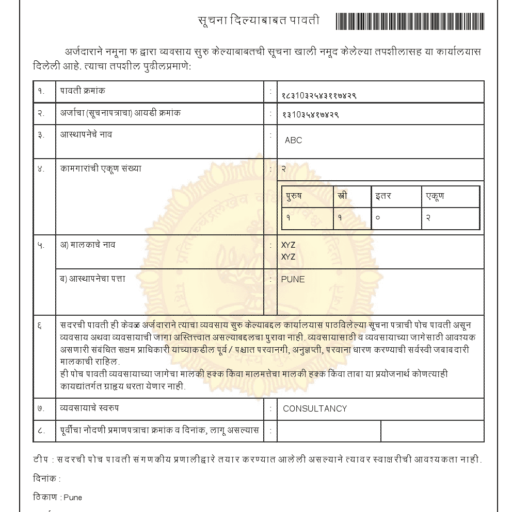 सूचना दिल्याबाबत पावती
अर्जदाराने नमूना फ द्वारा व्यवसाय सुरु केल्याबाबतची सूचना खाली नमूद केलेल्या तपशीलासह या कार्यालयास
दिलेली आहे. त्याचा तपशील पुवीलप्रमाणे:
१. पावती क्रमांक : १८३10३२५४३११७४२९
२. अर्जाचा (सूचनापत्राचा) आयडी क्रमांक : १३10३५४१७४२९
३. आस्थापनेचे नाव : ABC
४. कामगारांची एकूण संख्या : २
पुरुष स्त्री इतर एकूण
१ १ ० २
५. अ) मालकाचे नाव : XYZ
XYZ
ब) आस्थापनेचा पत्ता : PUNE
६ सदरची पावती ही केवळ अर्जदाराने त्याचा व्यवसाय सुरु केल्याबद्दल कार्यालयास पाठविलेल्या सूचना पत्राची पोच पावती असून
व्यवसाय अथवा व्यवसायाची जागा अस्तित्वात असल्याबद्दलचा पुरावा नाही. व्यवसायासाठी व व्यवसायाच्या जागेसाठी आवश्यक
असणारी संबंधित सक्षम प्राधिकारी यांच्याकडील पूर्व / पश्चात परवानगी, अनुज्ञप्ती, परवाना धारण करण्याची सर्वस्वी जबाबदारी
मालकाची राहिल.
ही पोच पावती व्यवसायाच्या जागेचा मालकी हक्क किंवा मालमत्तेचा मालकी हक्क किंवा ताबा या प्रयोजनार्थ कोणत्याही
कायद्यांतर्गत ग्राह्य धरता येणार नाही.
७. व्यवसायाचे स्वरुप : CONSULTANCY
८. पूर्वीचा नोदणी प्रमाणपत्राचा क्रमांक व दिनांक, लागू असल्यास :
टीप : सदरची पोच पावती संगणकीय प्रणालीद्वारे तयार करण्यात आलेली असल्याने त्यावर स्वाक्षरीची आवश्यकता नाही.
दिनांक :
ठिकाण : Pune